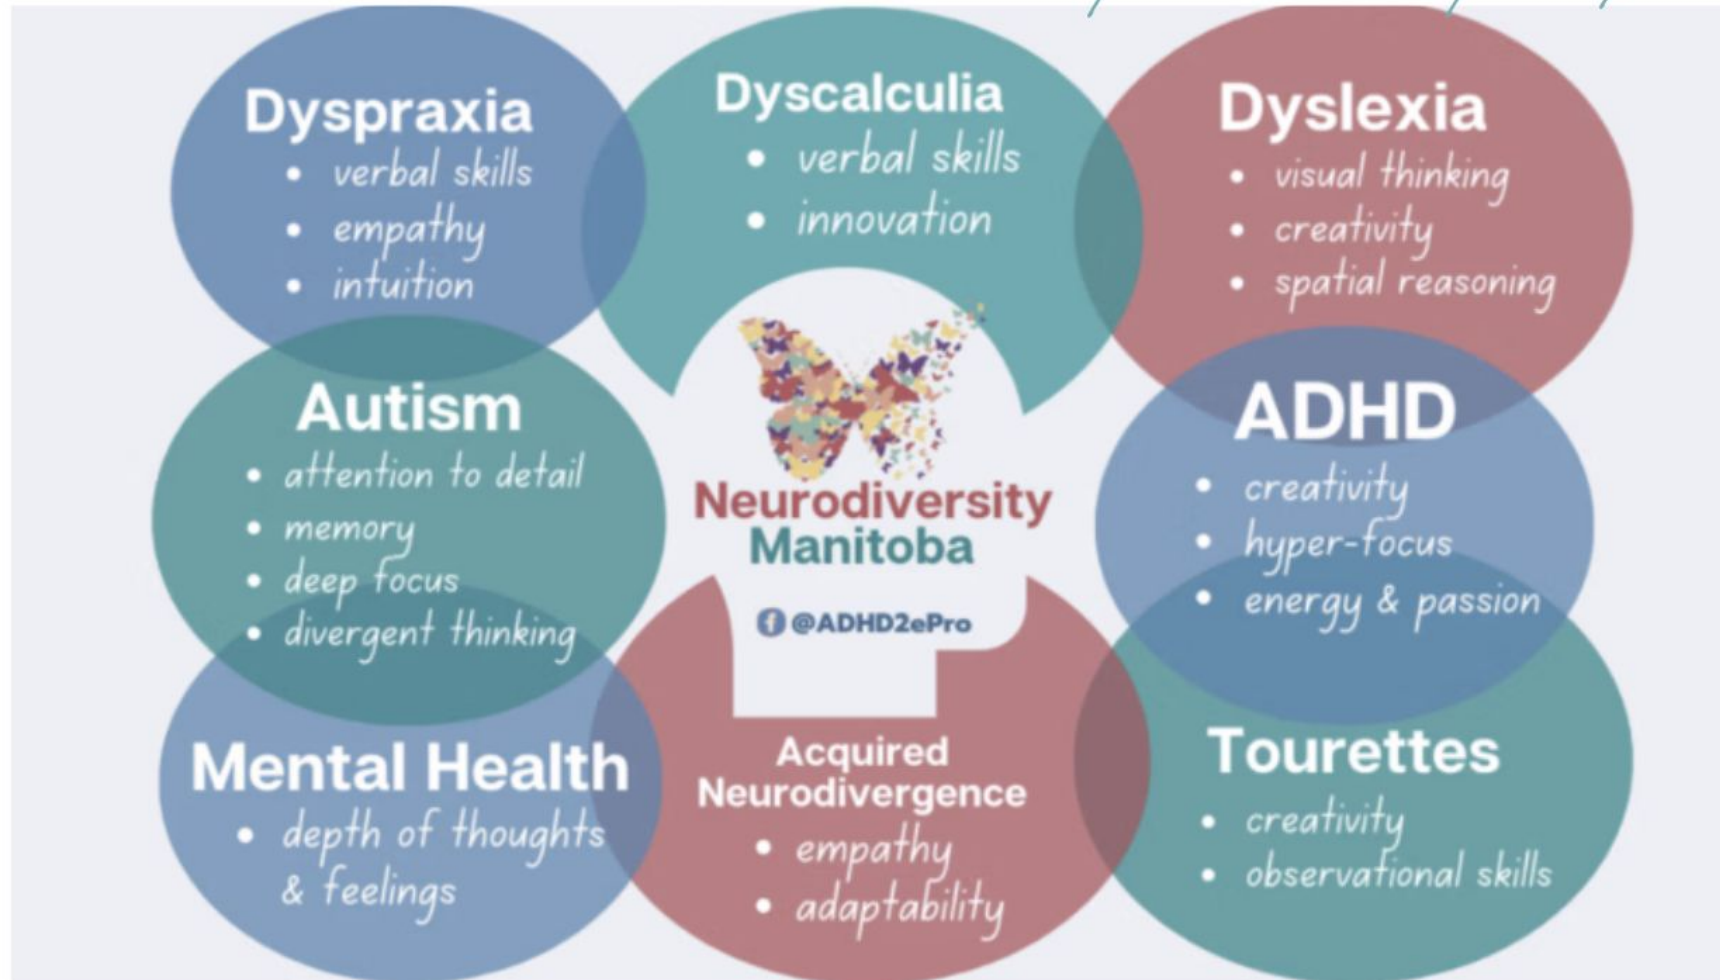 Dyspraxia
• verbal skills
• empathy
• intuition
Dyscalculia
• verbal skills
• innovation
Dyslexia
• visual thinking
• creativity
• spatial reasoning
Autism
• attention to detail
• memory
• deep focus
• divergent thinking
Neurodiversity
Manitoba
@ADHD2ePro
ADHD
• creativity
• hyper-focus
• energy & passion
Mental Health
• depth of thoughts
& feelings
Acquired
Neurodivergence
• empathy
• adaptability
Tourettes
• creativity
• observational skills